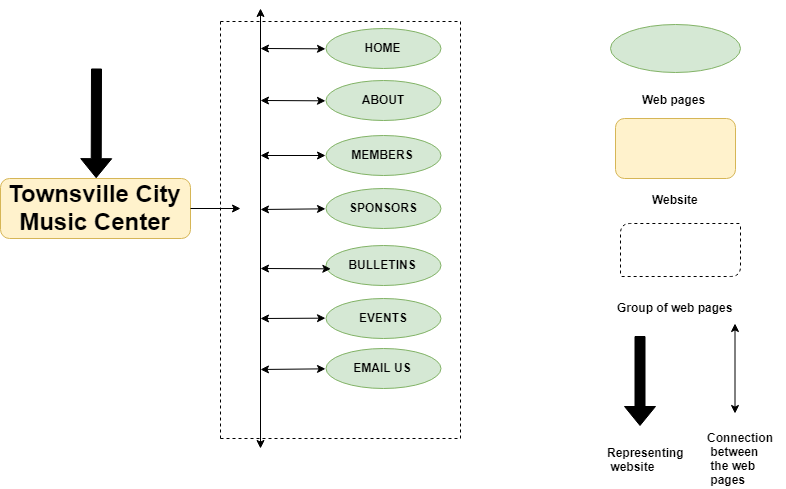 Townsville City
Music Center
HOME
ABOUT
MEMBERS
SPONSORS
BULLETINS
EVENTS
EMAIL US
Web pages
Website
Group of web pages
Representing
website
Connection
between
the web
pages